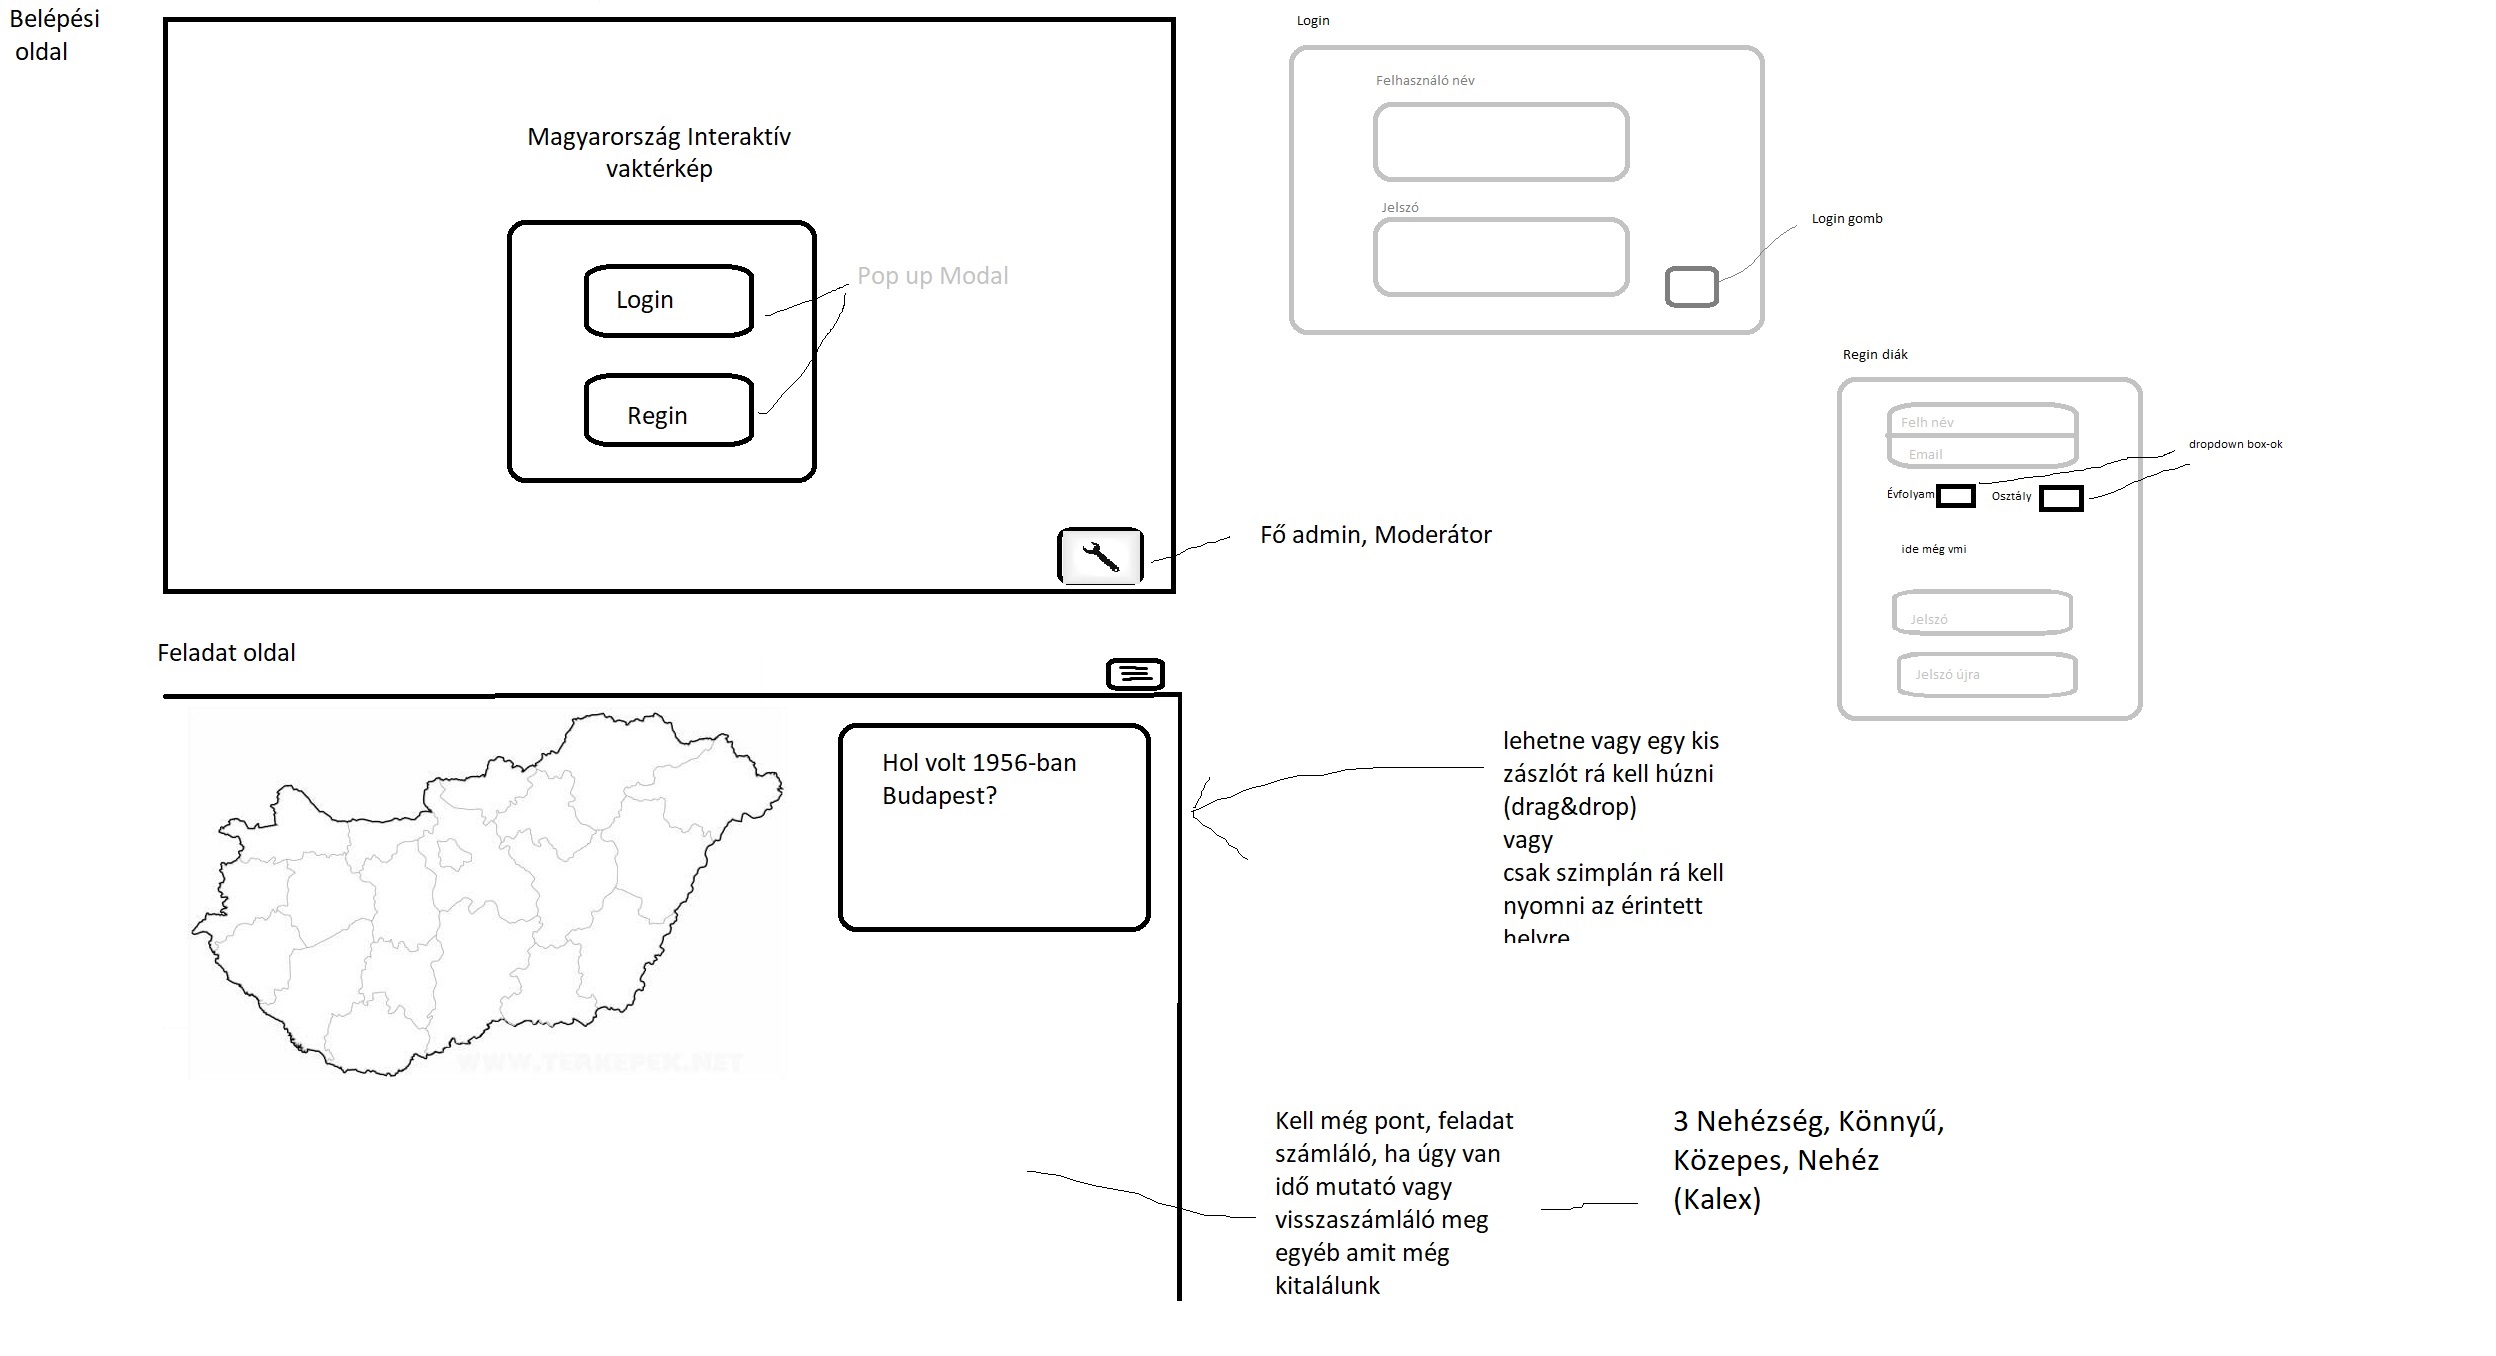 Belépési
oldal
Magyarország Interaktív
vaktérkép
Login
Regin
Pop up Modal
Fő admin, Moderátor
Login
Felhasználó név
Jelszó
Login gomb
Regin diák
Felh név
Email
Évfolyam
Osztály
dropdown box-ok
ide még vmi
Jelszó
Jelszó újra
Feladat oldal
Hol volt 1956-ban
Budapest?
WWW.TERKEPEK.NET
lehetne vagy egy kis
zászlót rá kell húzni
(drag&drop)
vagy
csak szimplán rá kell
nyomni az érintett
helyre
Kell még pont, feladat
számláló, ha úgy van
idő mutató vagy
visszaszámláló meg
egyéb amit még
kitalálunk
3 Nehézség, Könnyű,
Közepes, Nehéz
(Kalex)